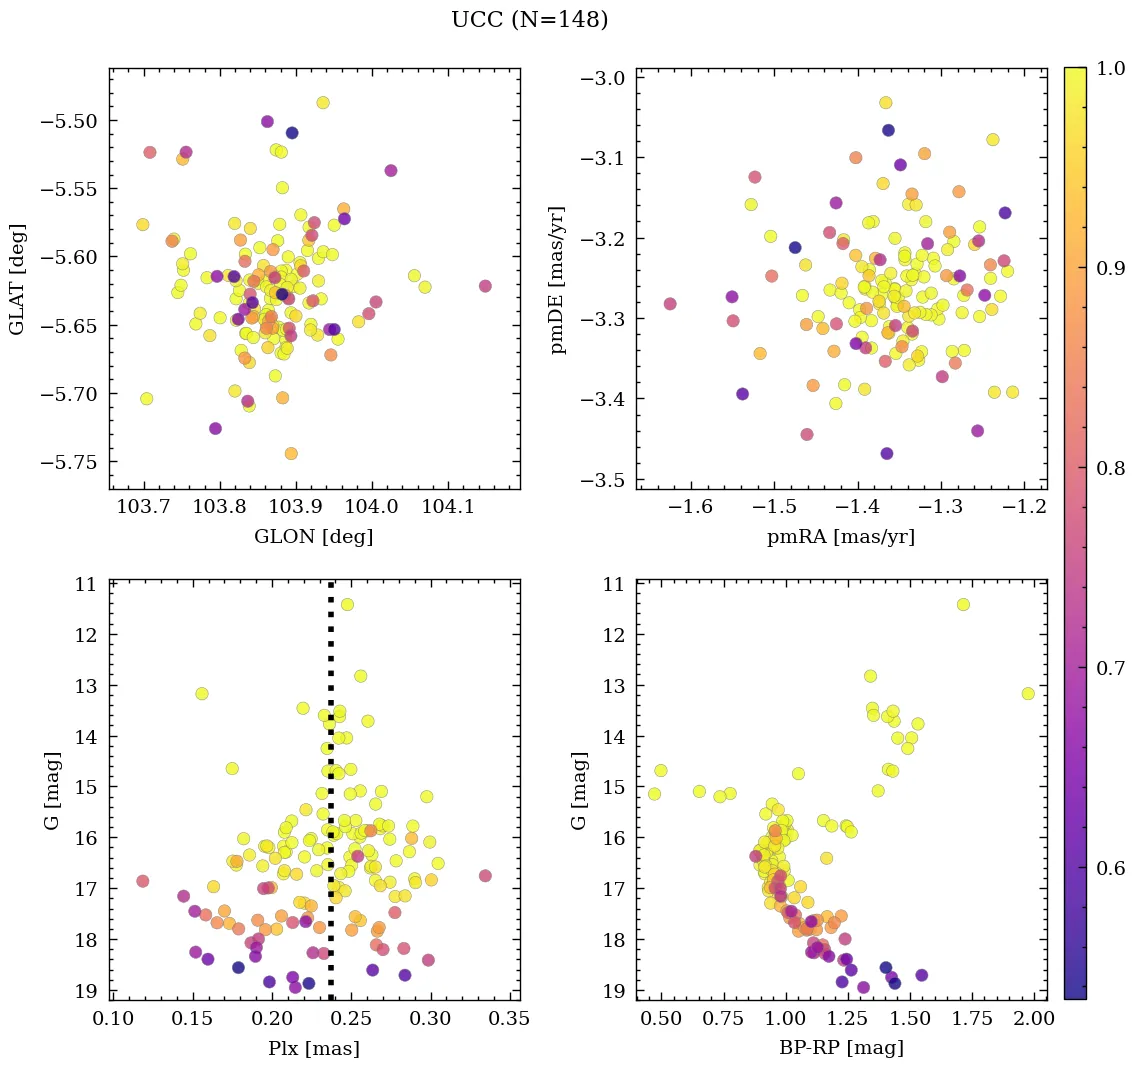 UCC (N=148)
−5.50
−5.55
−5.60
−5.65
−5.70
−5.75
GLAT [deg]
103.7 103.8 103.9 104.0 104.1
GLON [deg]
−3.0
−3.1
−3.2
−3.3
−3.4
−3.5
pmDE [mas/yr]
−1.6 −1.5 −1.4 −1.3 −1.2
pmRA [mas/yr]
11
12
13
14
15
16
17
18
19
G [mag]
0.10 0.15 0.20 0.25 0.30 0.35
Plx [mas]
11
12
13
14
15
16
17
18
19
G [mag]
0.50 0.75 1.00 1.25 1.50 1.75 2.00
BP-RP [mag]
1.0
0.9
0.8
0.7
0.6